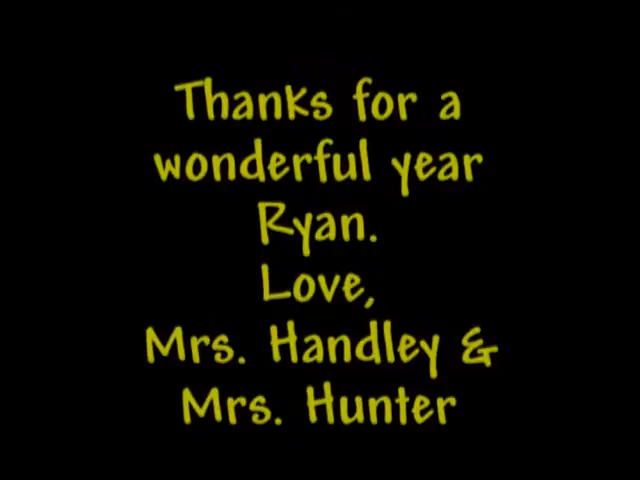 Thanks for a
wonderful year
Ryan.
Love,
Mrs. Handley &
Mrs. Hunter